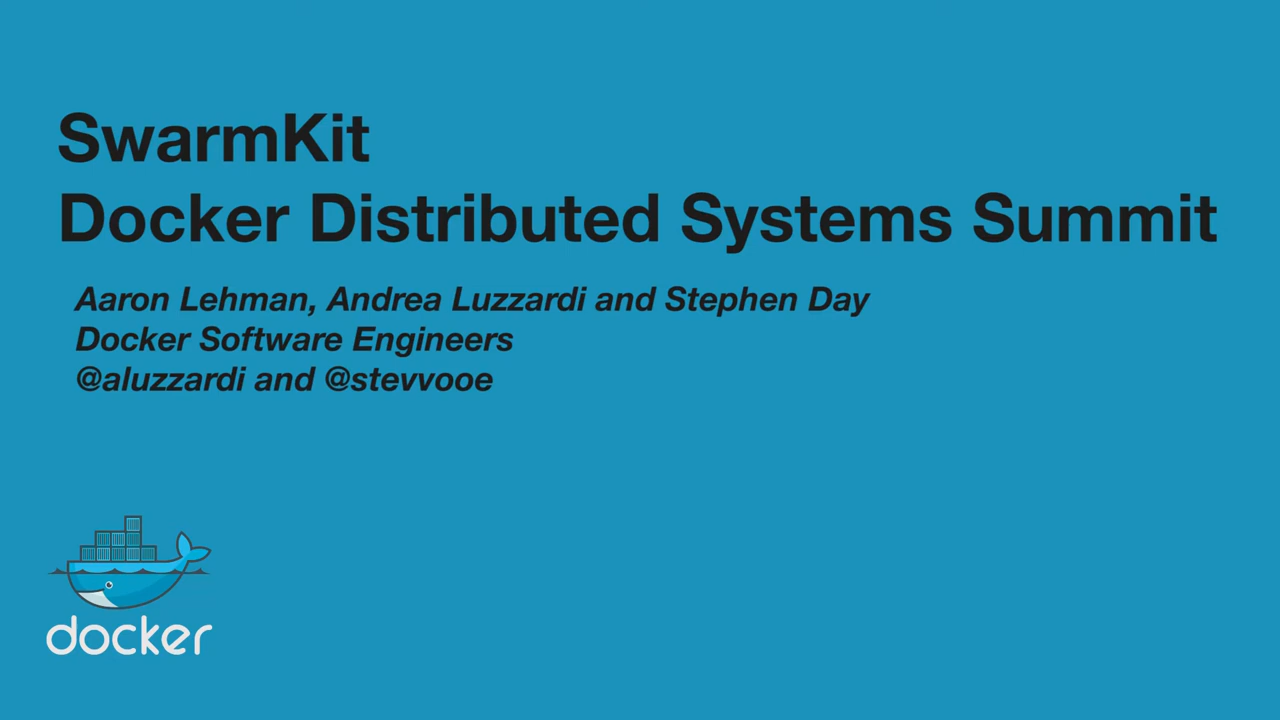 SwarmKit
Docker Distributed Systems Summit
Aaron Lehman, Andrea Luzzardi and Stephen Day
Docker Software Engineers
@aluzzardi and @stevvooe
docker